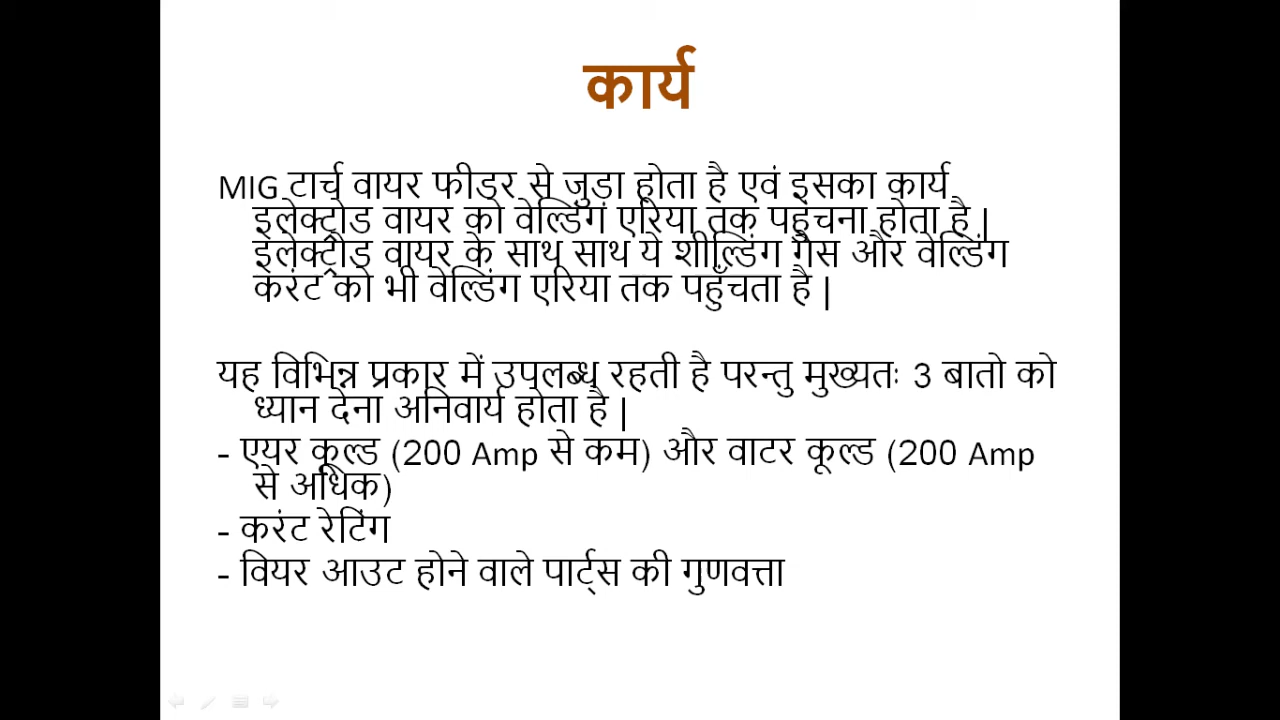 कार्य
MIG टार्च वायर फीडर से जुड़ा होता है एवं इसका कार्य
इलेक्ट्रोड वायर को वेल्डिंग एरिया तक पहुंचना होता है |
इलेक्ट्रोड वायर के साथ साथ ये शील्डिंग गैस और वेल्डिंग
करंट को भी वेल्डिंग एरिया तक पहुँचता है |
यह विभिन्न प्रकार में उपलब्ध रहती है परन्तु मुख्यतः 3 बातो को
ध्यान देना अनिवार्य होता है |
- एयर कूल्ड (200 Amp से कम) और वाटर कूल्ड (200 Amp
से अधिक)
- करंट रेटिंग
- वियर आउट होने वाले पार्ट्स की गुणवत्ता